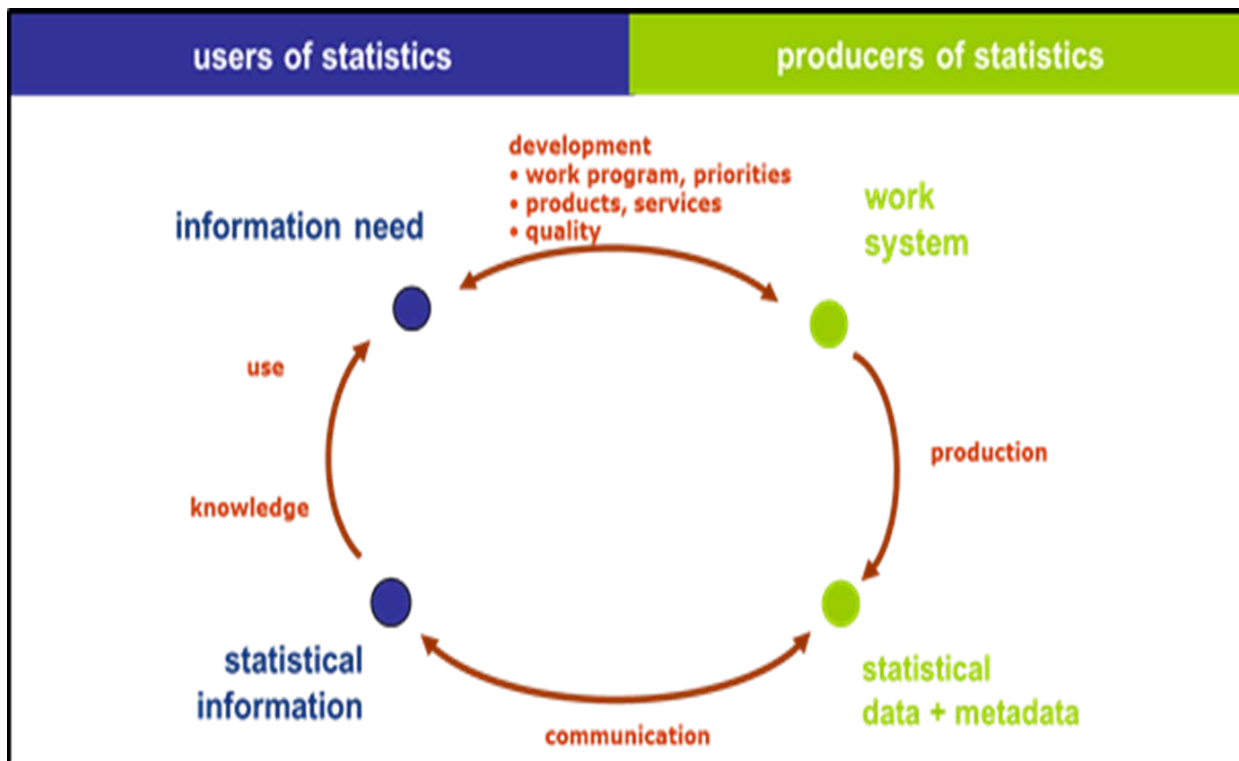 users of statistics
producers of statistics
development
• work program, priorities
• products, services
• quality
information need
work
system
use
production
knowledge
statistical
information
statistical
data + metadata
communication